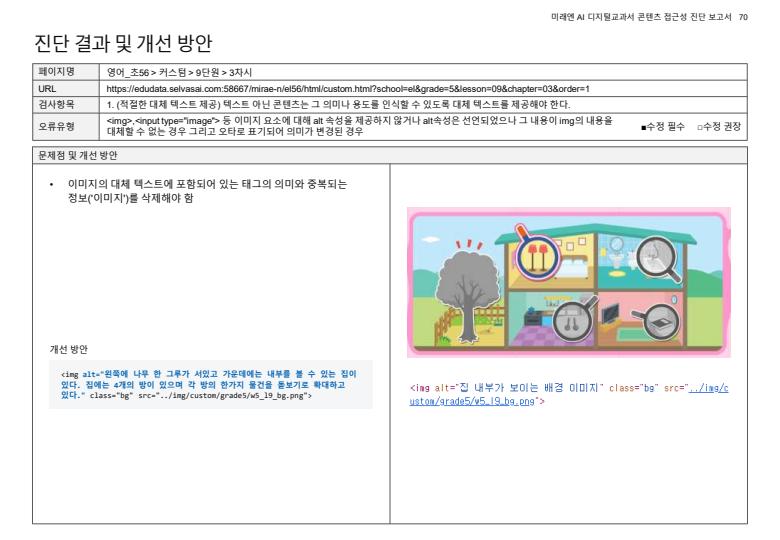 미래엔 AI 디지털교과서 콘텐츠 접근성 진단 보고서 70
진단 결과 및 개선 방안
페이지명 영어_초56 > 커스텀 > 9단원 > 3차시
URL https://edudata.selvasai.com:58667/mirae-n/el56/html/custom.html?school=el&grade=5&lesson=09&chapter=03&order=1
검사항목 1. (적절한 대체 텍스트 제공) 텍스트 아닌 콘텐츠는 그 의미나 용도를 인식할 수 있도록 대체 텍스트를 제공해야 한다.
오류유형 <img>,<input type="image"> 등 이미지 요소에 대해 alt 속성을 제공하지 않거나 alt속성은 선언되었으나 그 내용이 img의 내용을
대체할 수 없는 경우 그리고 오타로 표기되어 의미가 변경된 경우
■수정 필수 □수정 권장
문제점 및 개선 방안
• 이미지의 대체 텍스트에 포함되어 있는 태그의 의미와 중복되는
정보('이미지')를 삭제해야 함
개선 방안
<img alt="왼쪽에 나무 한 그루가 서있고 가운데에는 내부를 볼 수 있는 집이
있다. 집에는 4개의 방이 있으며 각 방의 한가지 물건을 돋보기로 확대하고
있다." class="bg" src="../img/custom/grade5/w5_l9_bg.png">
<img alt="집 내부가 보이는 배경 이미지" class="bg" src="../img/c
ustom/grade5/w5_l9_bg.png">